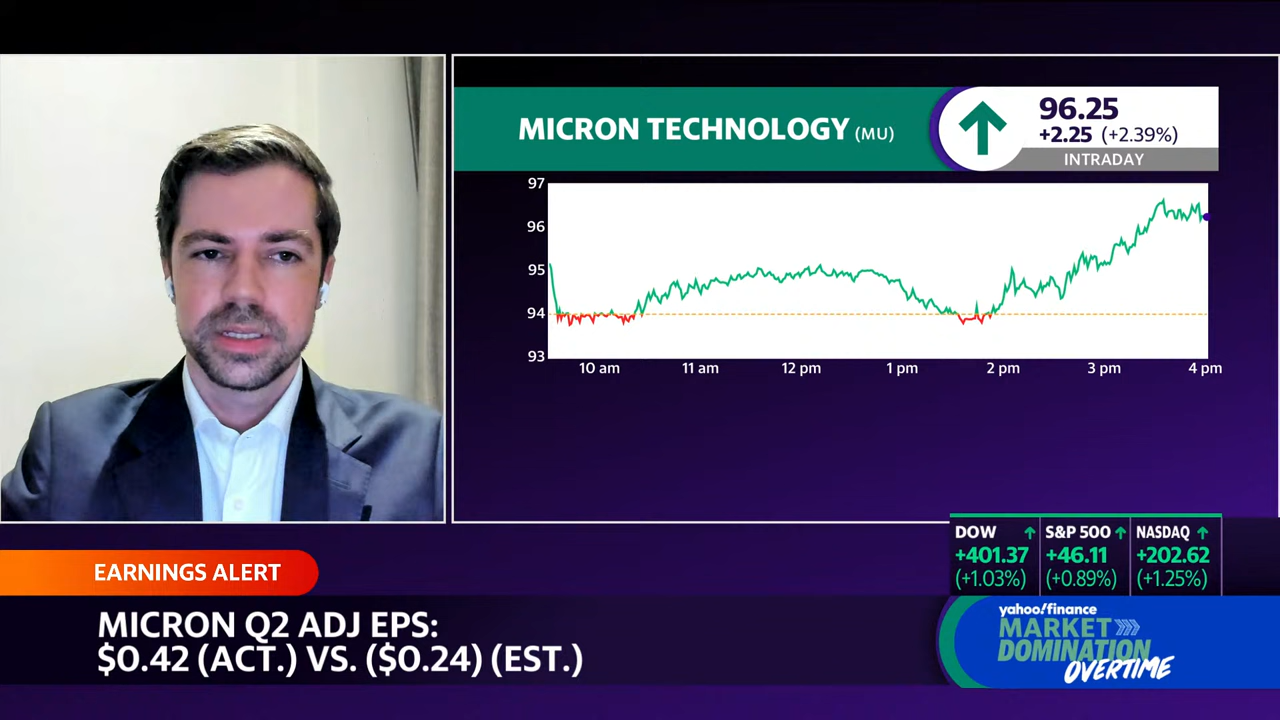 MICRON TECHNOLOGY (MU)
96.25
+2.25 (+2.39%)
INTRADAY
97
96
95
94
93
10 am 11 am 12 pm 1 pm 2 pm 3 pm 4 pm
DOW
+401.37
(+1.03%)
S&P 500
+46.11
(+0.89%)
NASDAQ
+202.62
(+1.25%)
EARNINGS ALERT
MICRON Q2 ADJ EPS:
$0.42 (ACT.) VS. ($0.24) (EST.)
yahoo!finance
MARKET
DOMINATION
OVERTIME